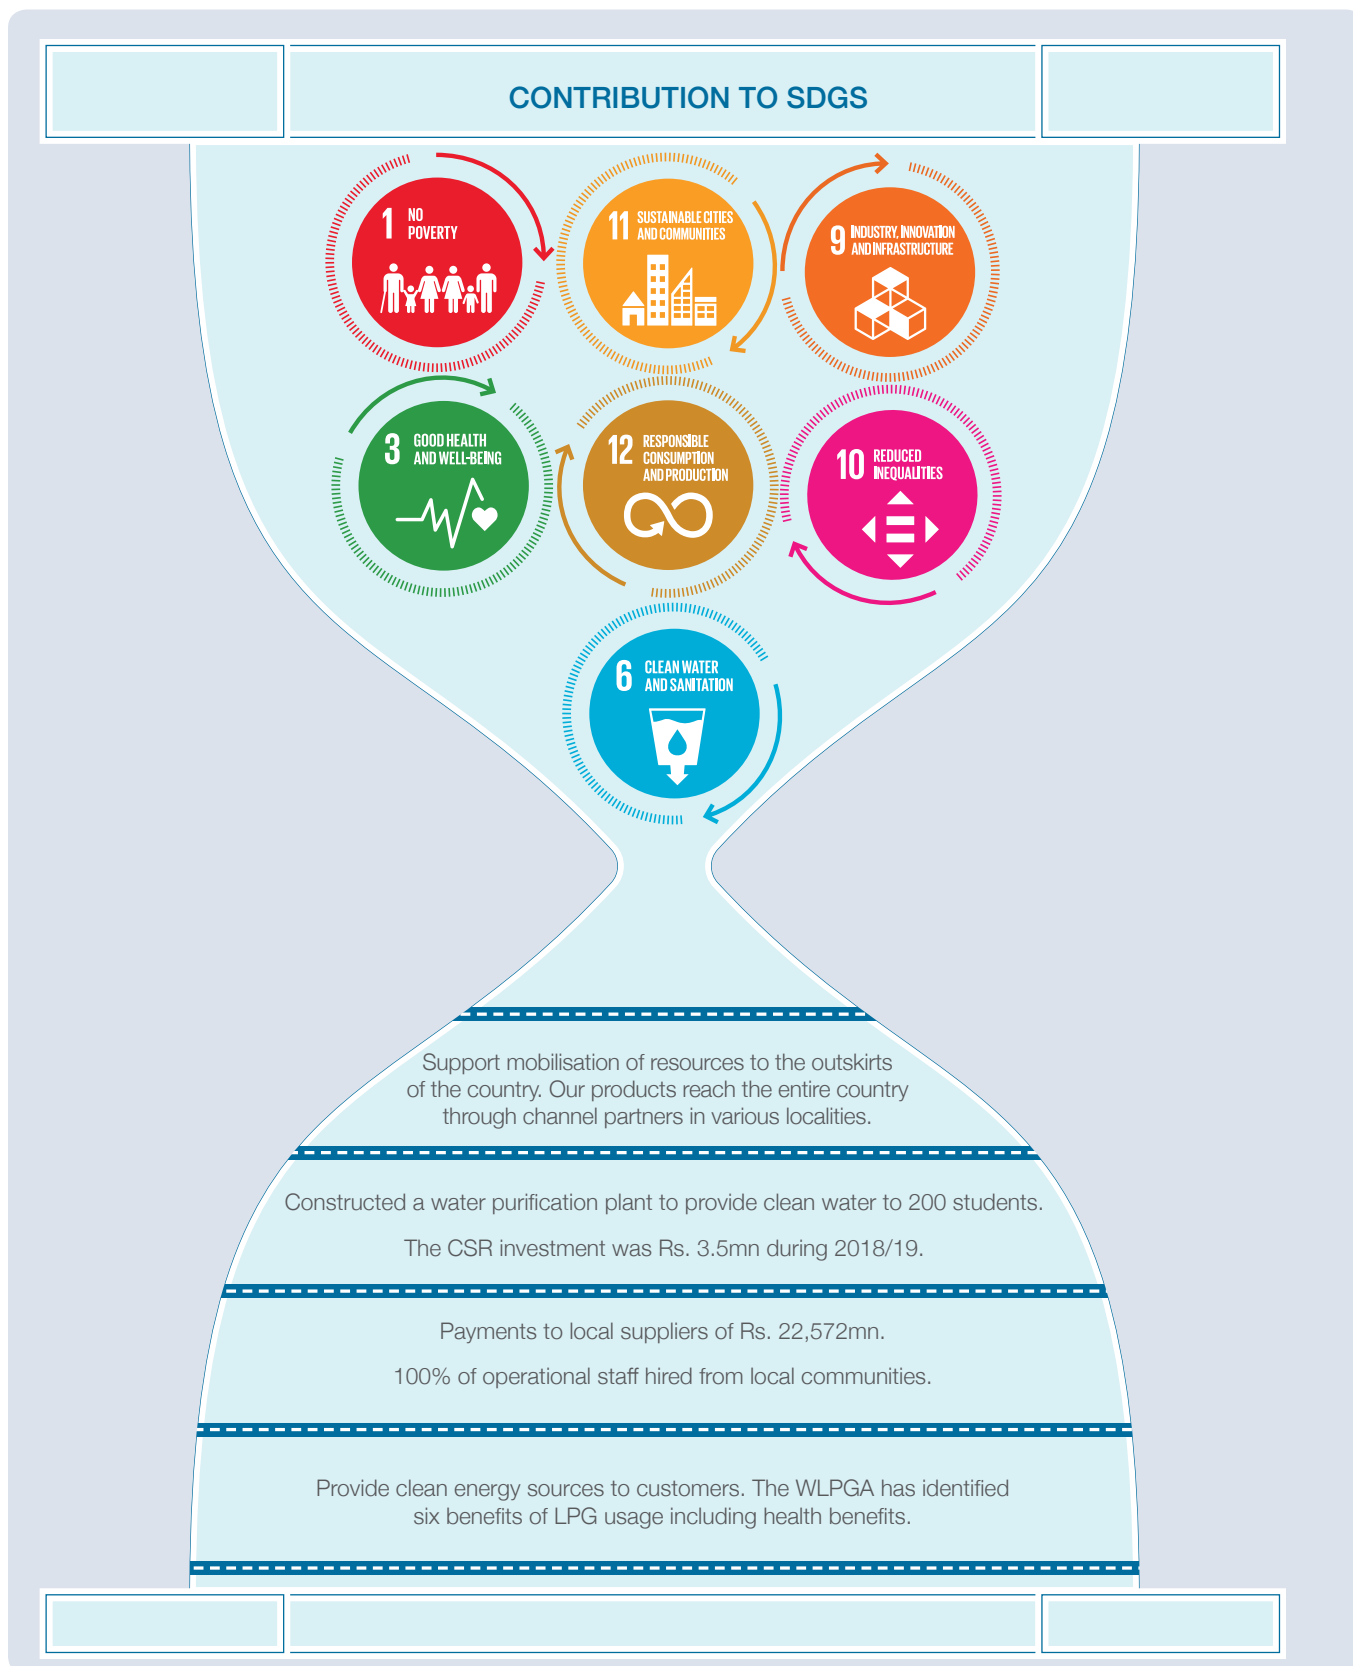 CONTRIBUTION TO SDGS
1 NO
POVERTY
11 SUSTAINABLE CITIES
AND COMMUNITIES
9 INDUSTRY, INNOVATION
AND INFRASTRUCTURE
3 GOOD HEALTH
AND WELL-BEING
12 RESPONSIBLE
CONSUMPTION
AND PRODUCTION
10 REDUCED
INEQUALITIES
6 CLEAN WATER
AND SANITATION
Support mobilisation of resources to the outskirts
of the country. Our products reach the entire country
through channel partners in various localities.
Constructed a water purification plant to provide clean water to 200 students.
The CSR investment was Rs. 3.5mn during 2018/19.
Payments to local suppliers of Rs. 22,572mn.
100% of operational staff hired from local communities.
Provide clean energy sources to customers. The WLPGA has identified
six benefits of LPG usage including health benefits.